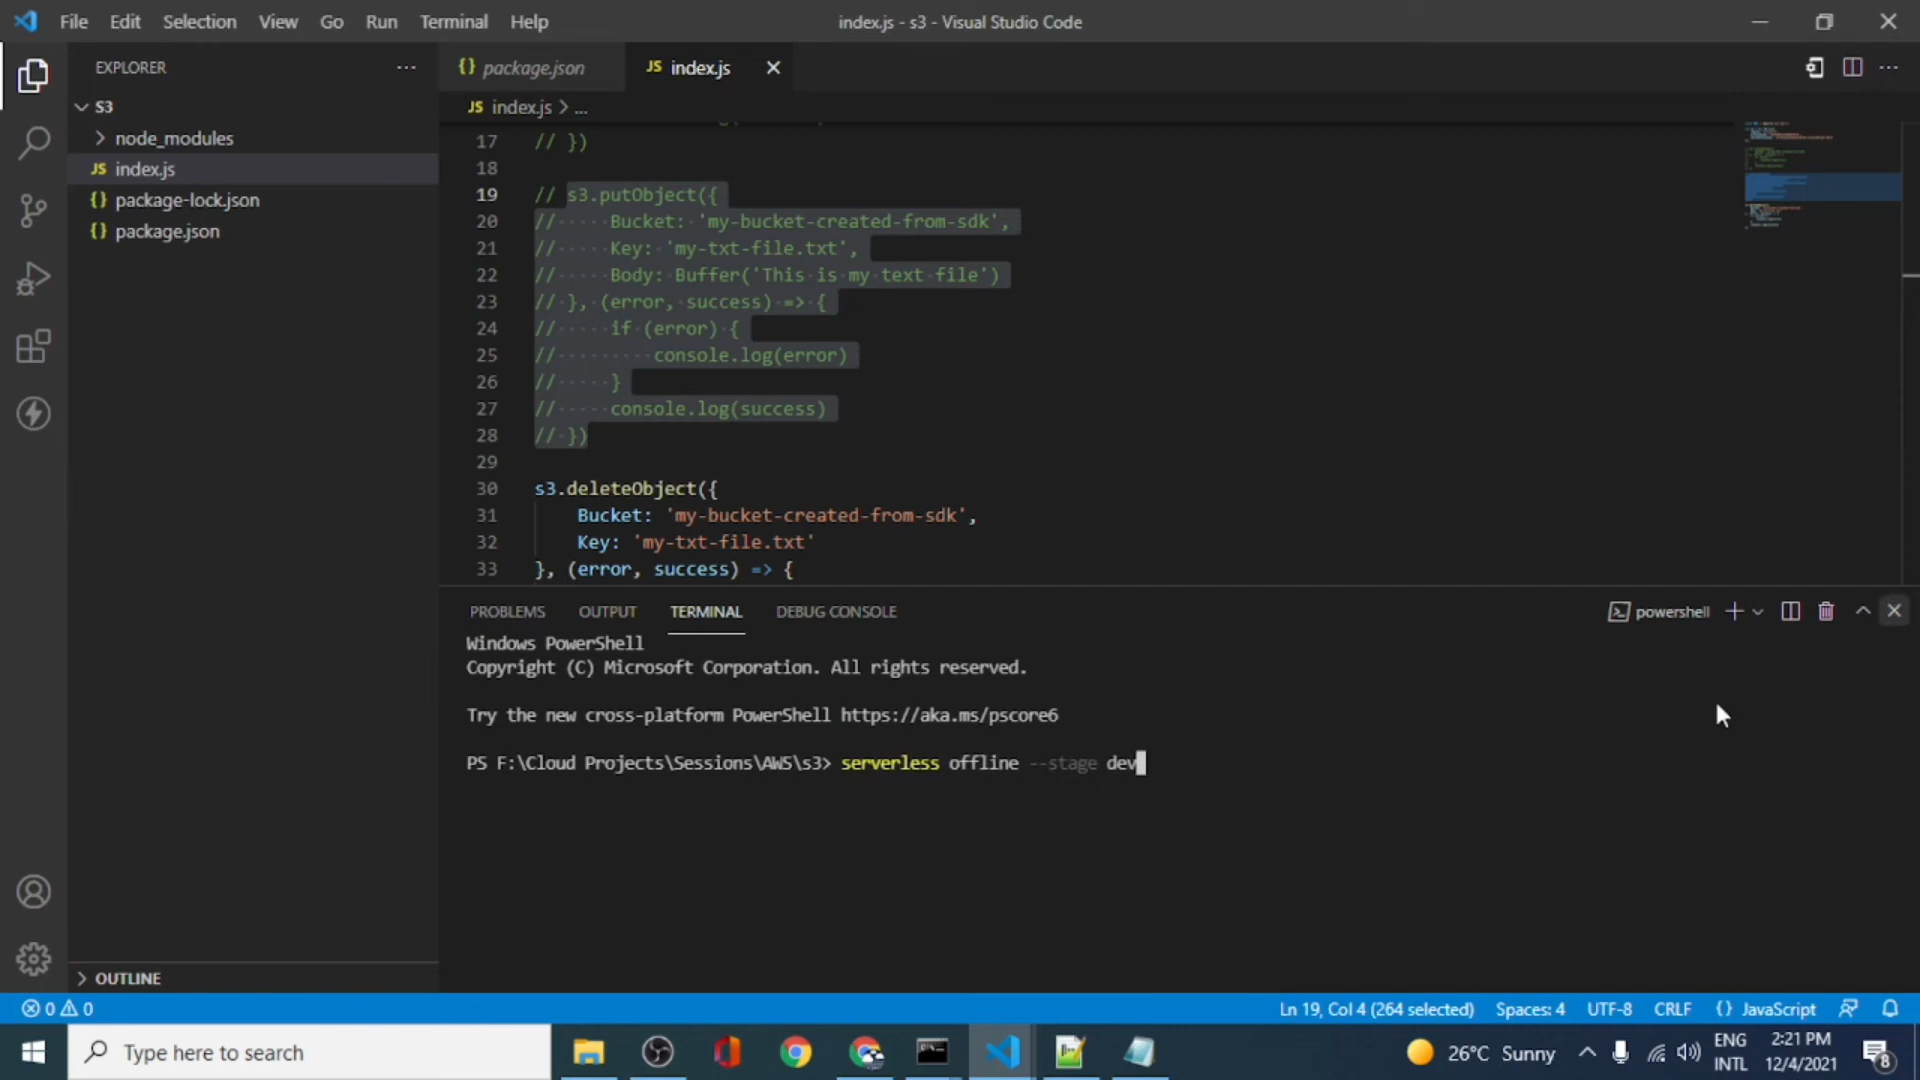 File Edit Selection View Go Run Terminal Help
index.js - s3 - Visual Studio Code
EXPLORER
S3
node_modules
JS index.js
{} package-lock.json
{} package.json
OUTLINE
{} package.json
JS index.js
JS index.js > ...
17 // })
18
19 // s3.putObject({
20 //     Bucket: 'my-bucket-created-from-sdk',
21 //     Key: 'my-txt-file.txt',
22 //     Body: Buffer('This is my text file')
23 // }, (error, success) => {
24 //     if (error) {
25 //         console.log(error)
26 //     }
27 //     console.log(success)
28 // })
29
30 s3.deleteObject({
31     Bucket: 'my-bucket-created-from-sdk',
32     Key: 'my-txt-file.txt'
33 }, (error, success) => {
PROBLEMS OUTPUT TERMINAL DEBUG CONSOLE
powershell
Windows PowerShell
Copyright (C) Microsoft Corporation. All rights reserved.
Try the new cross-platform PowerShell https://aka.ms/pscore6
PS F:\Cloud Projects\Sessions\AWS\s3> serverless offline --stage dev
0 0
Ln 19, Col 4 (264 selected) Spaces: 4 UTF-8 CRLF {} JavaScript
Type here to search
26°C Sunny
ENG
INTL
2:21 PM
12/4/2021
8